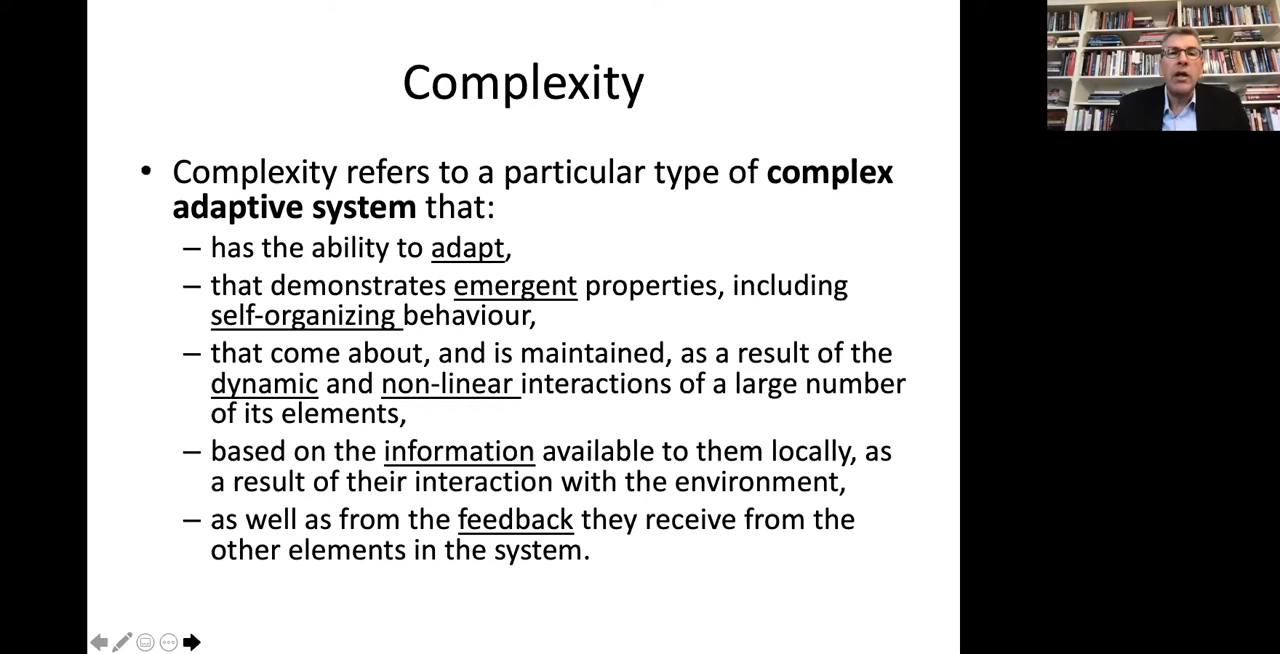 Complexity
• Complexity refers to a particular type of complex
adaptive system that:
– has the ability to adapt,
– that demonstrates emergent properties, including
self-organizing behaviour,
– that come about, and is maintained, as a result of the
dynamic and non-linear interactions of a large number
of its elements,
– based on the information available to them locally, as
a result of their interaction with the environment,
– as well as from the feedback they receive from the
other elements in the system.